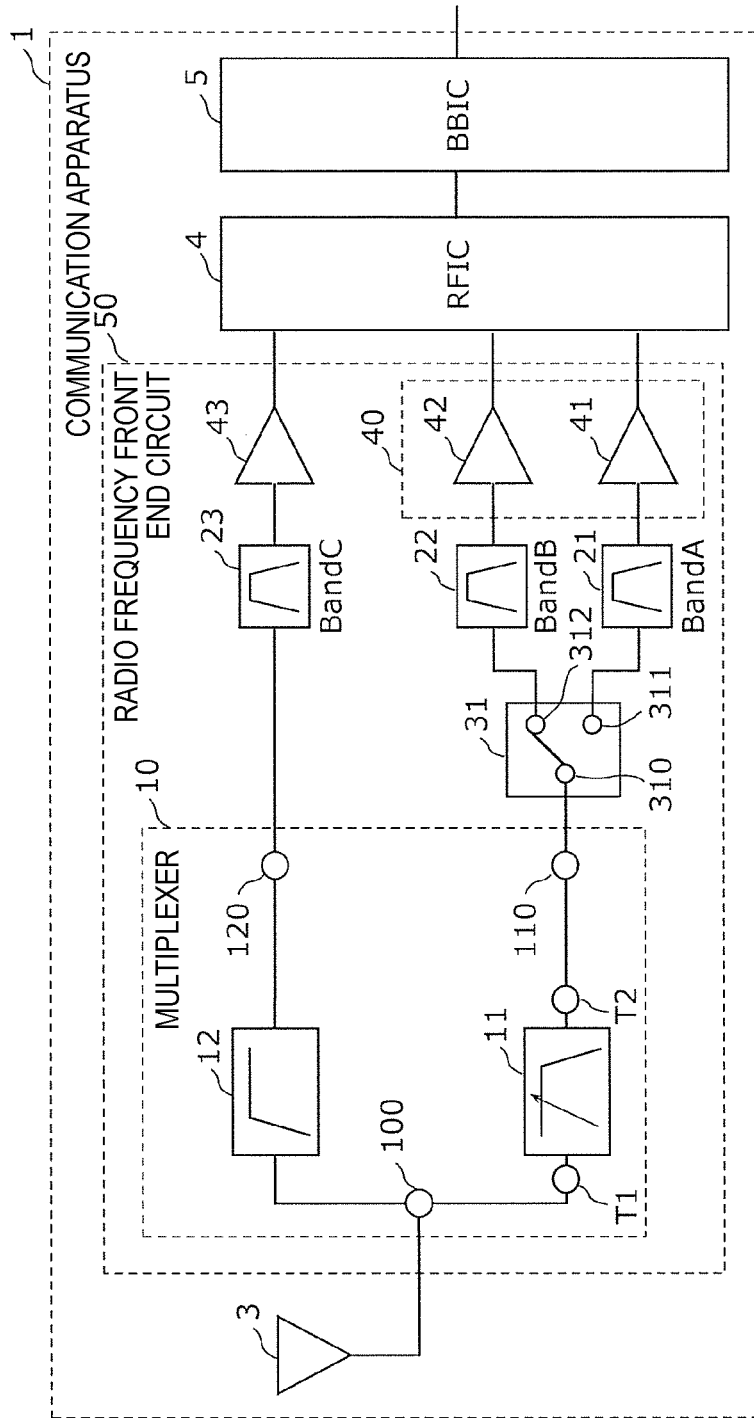 1
COMMUNICATION APPARATUS
50
RADIO FREQUENCY FRONT
END CIRCUIT
10
MULTIPLEXER
3
100
12
120
23
BandC
43
4
RFIC
5
BBIC
T1
11
T2
110
31
310
312
311
22
BandB
21
BandA
40
42
41